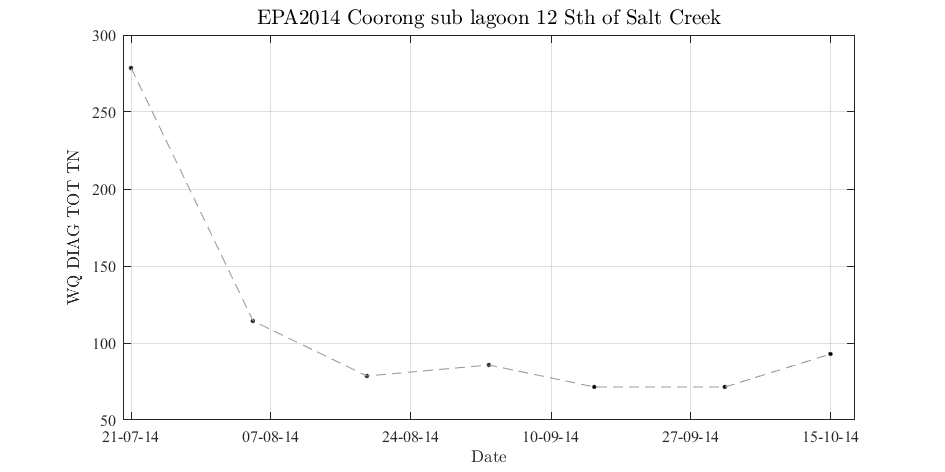 EPA2014 Coorong sub lagoon 12 Sth of Salt Creek
300
250
200
150
100
50
WQ DIAG TOT TN
21-07-14 07-08-14 24-08-14 10-09-14 27-09-14 15-10-14
Date